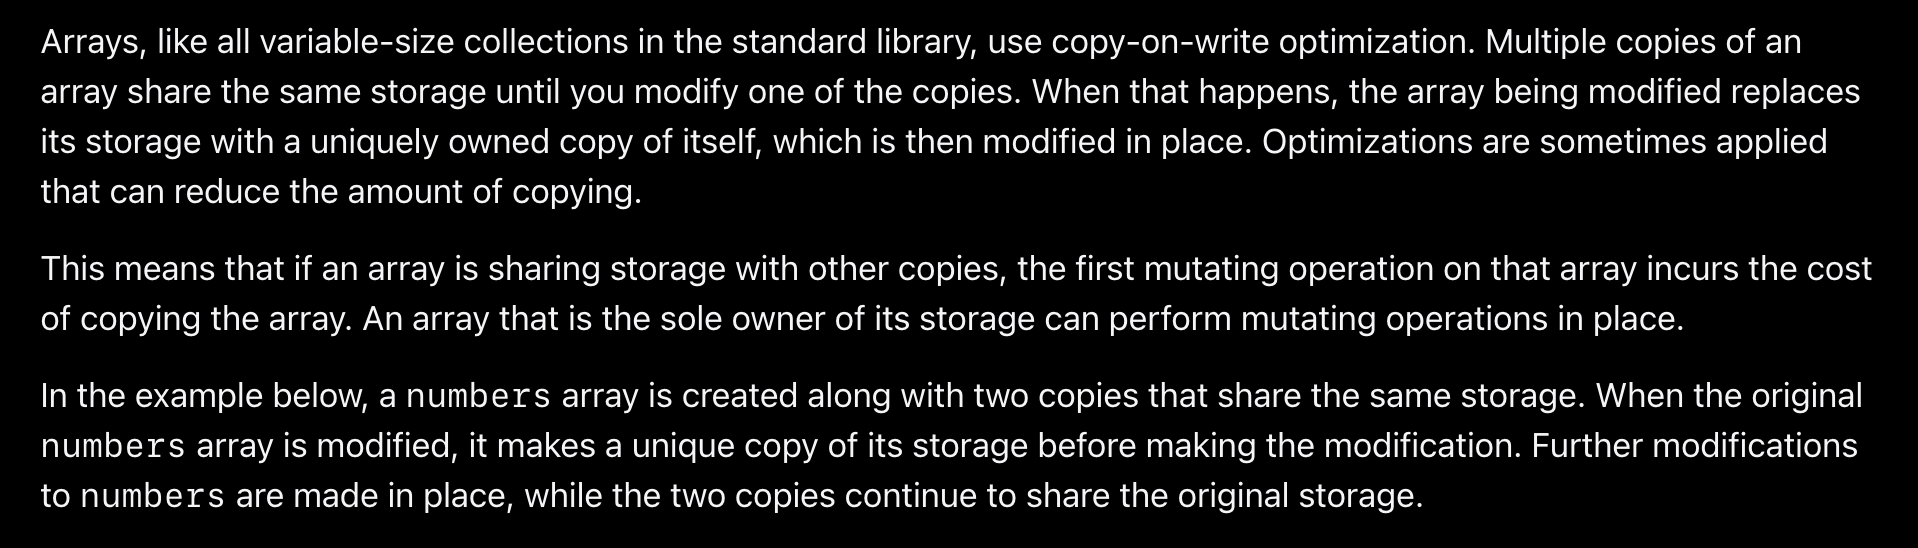 Arrays, like all variable-size collections in the standard library, use copy-on-write optimization. Multiple copies of an
array share the same storage until you modify one of the copies. When that happens, the array being modified replaces
its storage with a uniquely owned copy of itself, which is then modified in place. Optimizations are sometimes applied
that can reduce the amount of copying.
This means that if an array is sharing storage with other copies, the first mutating operation on that array incurs the cost
of copying the array. An array that is the sole owner of its storage can perform mutating operations in place.
In the example below, a numbers array is created along with two copies that share the same storage. When the original
numbers array is modified, it makes a unique copy of its storage before making the modification. Further modifications
to numbers are made in place, while the two copies continue to share the original storage.